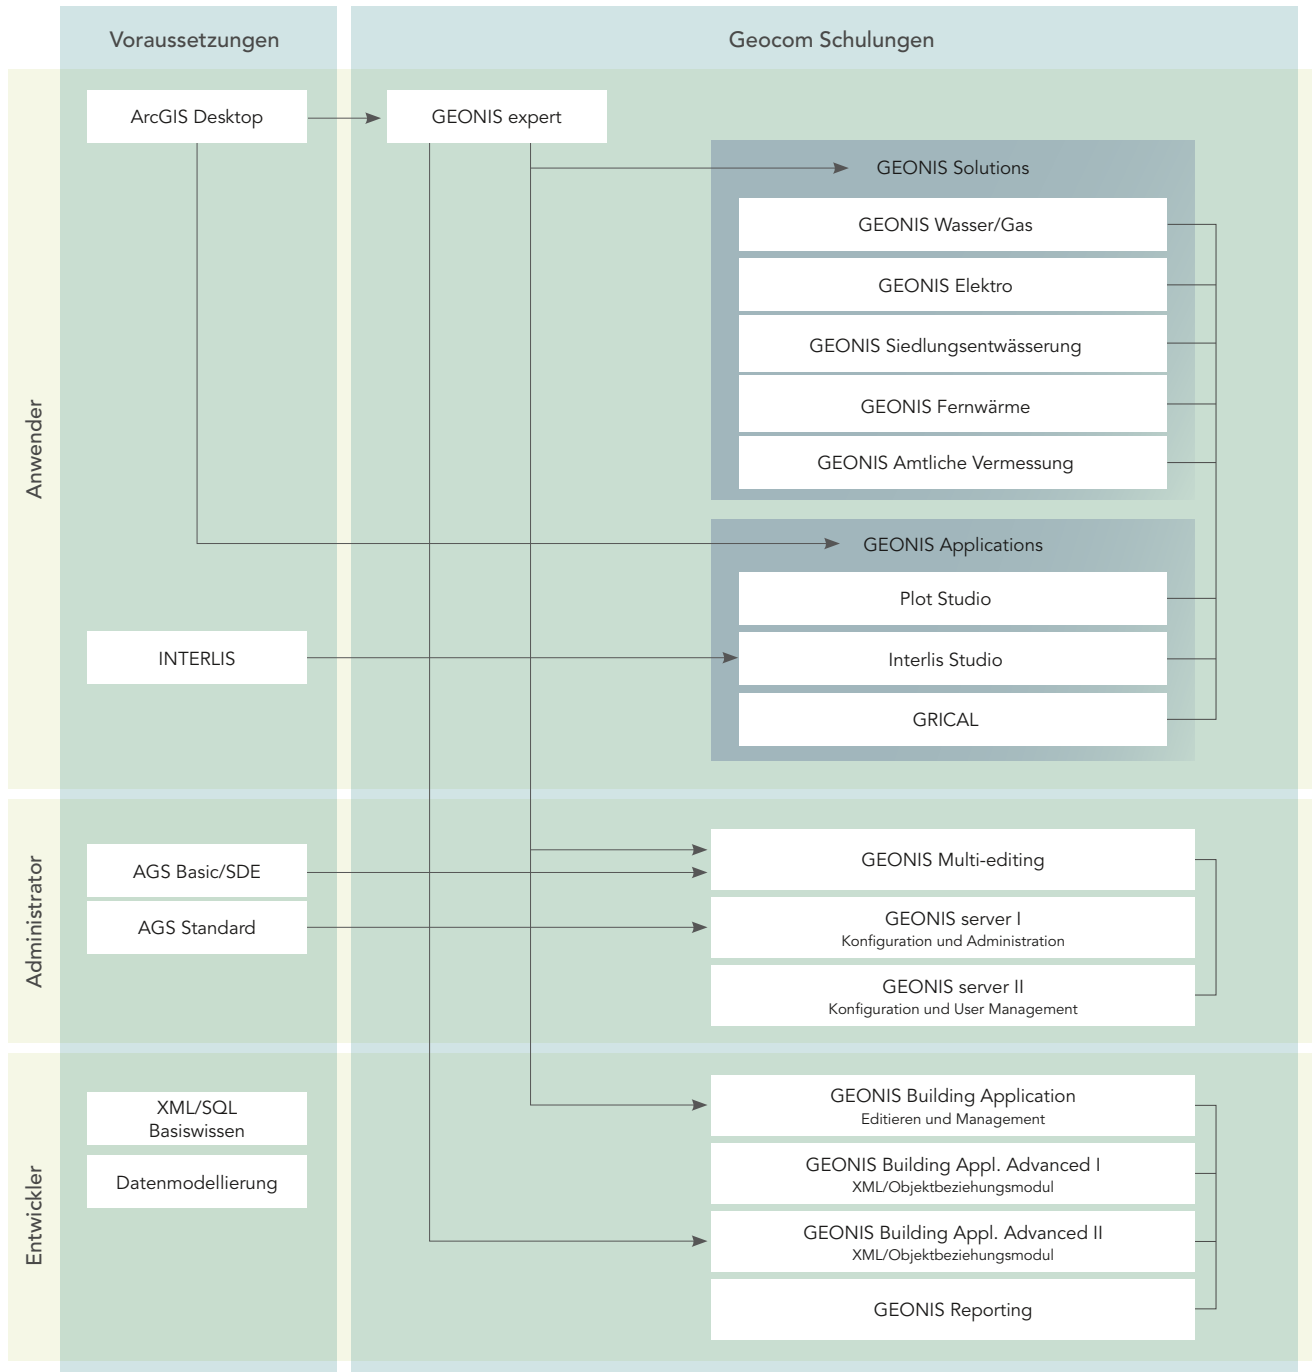 Voraussetzungen
Geocom Schulungen
Anwender
ArcGIS Desktop
GEONIS expert
GEONIS Solutions
GEONIS Wasser/Gas
GEONIS Elektro
GEONIS Siedlungsentwässerung
GEONIS Fernwärme
GEONIS Amtliche Vermessung
GEONIS Applications
Plot Studio
INTERLIS
Interlis Studio
GRICAL
Administrator
AGS Basic/SDE
GEONIS Multi-editing
AGS Standard
GEONIS server I
Konfiguration und Administration
GEONIS server II
Konfiguration und User Management
Entwickler
XML/SQL
Basiswissen
GEONIS Building Application
Editieren und Management
Datenmodellierung
GEONIS Building Appl. Advanced I
XML/Objektbeziehungsmodul
GEONIS Building Appl. Advanced II
XML/Objektbeziehungsmodul
GEONIS Reporting